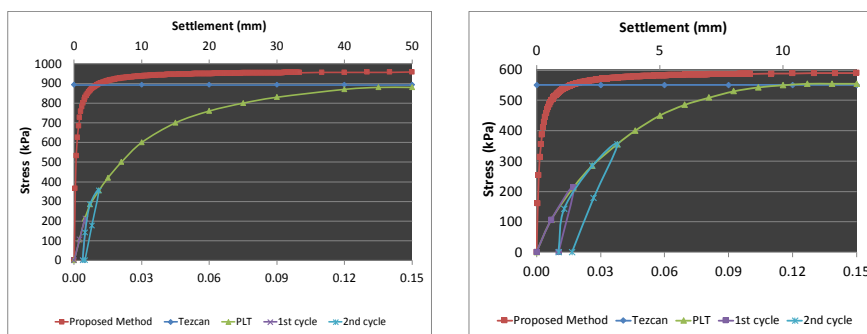 Settlement (mm)
0 10 20 30 40 50
Stress (kPa)
1000
900
800
700
600
500
400
300
200
100
0
0.00 0.03 0.06 0.09 0.12 0.15
Proposed Method Tezcan PLT 1st cycle 2nd cycle
Settlement (mm)
0 5 10
Stress (kPa)
600
500
400
300
200
100
0
0.00 0.03 0.06 0.09 0.12 0.15
Proposed Method Tezcan PLT 1st cycle 2nd cycle